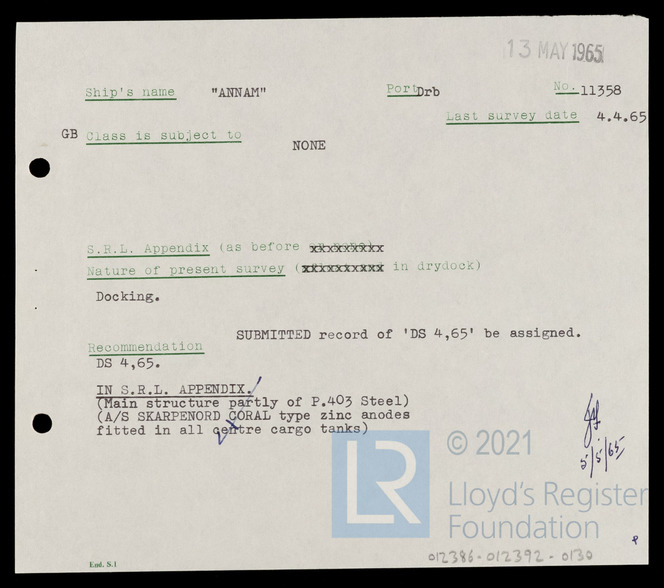 13 MAY 1965
Ship's name "ANNAM" Port Drb No. 11358
Last survey date 4.4.65
GB Class is subject to
NONE
S.R.L. Appendix (as before xxxxxxxxx
Nature of present survey (xxxxxxxxxx in drydock)
Docking.
SUBMITTED record of 'DS 4,65' be assigned.
Recommendation
DS 4,65.
IN S.R.L. APPENDIX.
(Main structure partly of P.403 Steel)
(A/S SKARPENORD CORAL type zinc anodes
fitted in all centre cargo tanks)
5/5/65
LR
© 2021
Lloyd's Register
Foundation
012386-012392-0130
End. S.1